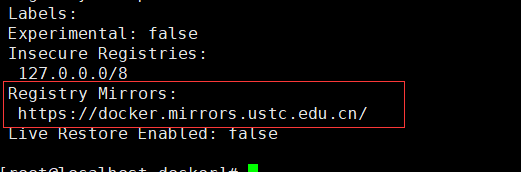 Labels:
Experimental: false
Insecure Registries:
127.0.0.0/8
Registry Mirrors:
https://docker.mirrors.ustc.edu.cn/
Live Restore Enabled: false
[root@localhost docker]#